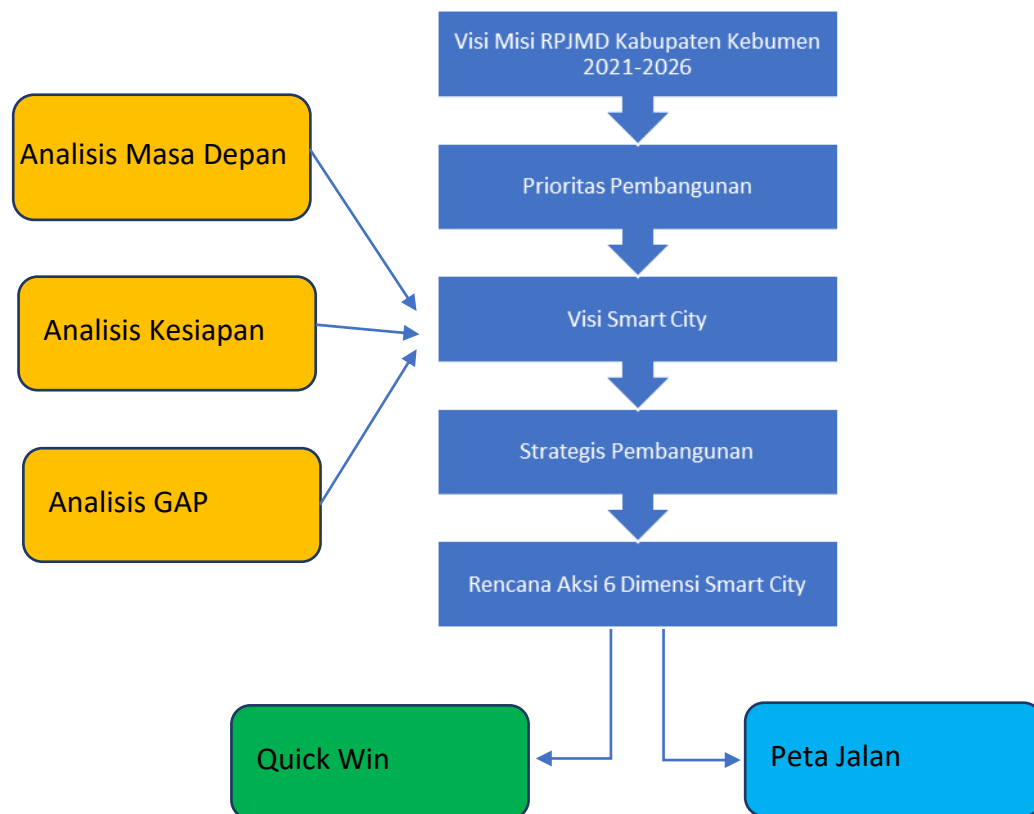 Visi Misi RPJMD Kabupaten Kebumen
2021-2026
Analisis Masa Depan
Prioritas Pembangunan
Analisis Kesiapan
Visi Smart City
Strategis Pembangunan
Analisis GAP
Rencana Aksi 6 Dimensi Smart City
Quick Win
Peta Jalan